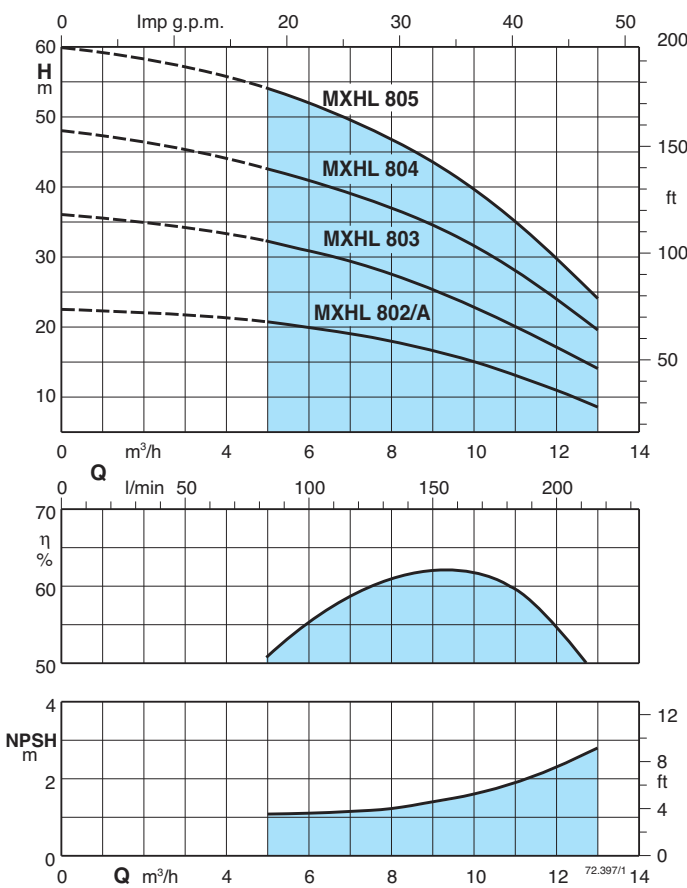 0 Imp g.p.m. 20 30 40 50
60 200
H
m
MXHL 805
50
150
MXHL 804
40
ft
MXHL 803
30 100
MXHL 802/A
20
50
10
0 m³/h 4 6 8 10 12 14
Q
0 l/min 50 100 150 200
70
η
%
60
50
4 12
NPSH
m
8
ft
2
4
0 0
72.397/1
0 Q m³/h 4 6 8 10 12 14